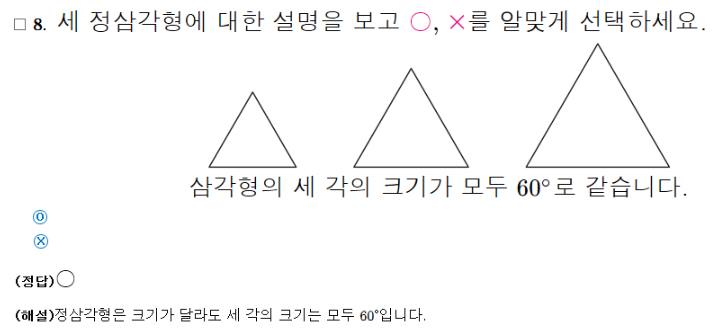 □ 8. 세 정삼각형에 대한 설명을 보고 ○, ×를 알맞게 선택하세요.
삼각형의 세 각의 크기가 모두 60°로 같습니다.
ⓞ
ⓧ
(정답)○
(해설)정삼각형은 크기가 달라도 세 각의 크기는 모두 60°입니다.